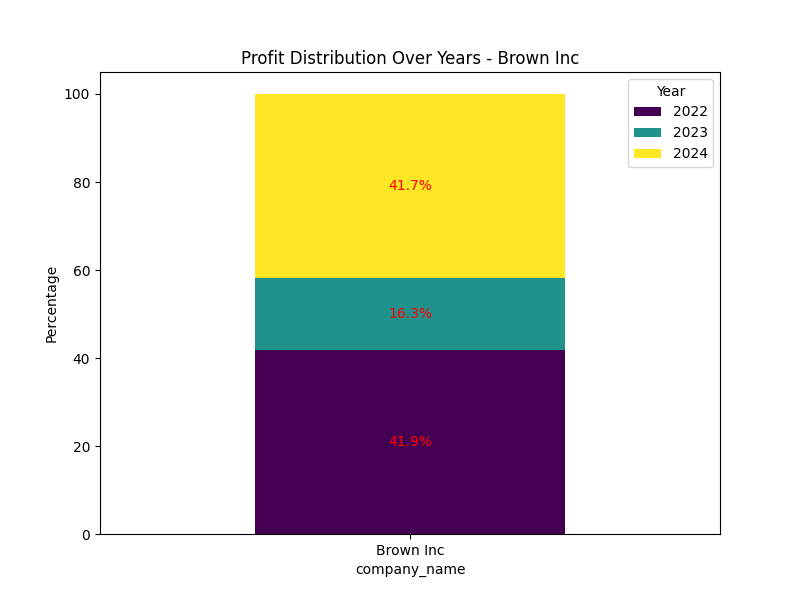 Profit Distribution Over Years - Brown Inc
Year
2022
2023
2024
100
80
60
40
20
0
Percentage
41.7%
16.3%
41.9%
Brown Inc
company_name